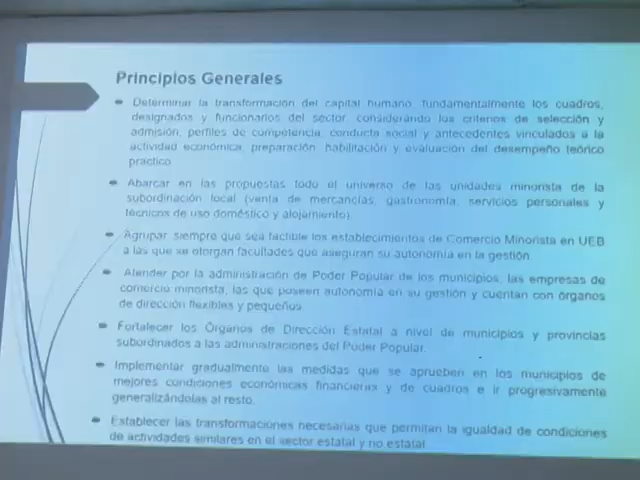 Principios Generales
Determinar la transformación del capital humano, fundamentalmente los cuadros,
designados y funcionarios del sector, considerando los criterios de selección y
admisión, perfiles de competencia, conducta social y antecedentes vinculados a la
actividad económica, preparación, habilitación y evaluación del desempeño teórico
práctico.
Abarcar en las propuestas todo el universo de las unidades minorista de la
subordinación local (venta de mercancías, gastronomía, servicios personales y
técnicos de uso doméstico y alojamiento).
Agrupar siempre que sea factible los establecimientos de Comercio Minorista en UEB
a las que se otorgan facultades que aseguran su autonomía en la gestión.
Atender por la administración de Poder Popular de los municipios, las empresas de
comercio minorista, las que poseen autonomía en su gestión y cuentan con órganos
de dirección flexibles y pequeños.
Fortalecer los Órganos de Dirección Estatal a nivel de municipios y provincias
subordinados a las administraciones del Poder Popular.
Implementar gradualmente las medidas que se aprueben en los municipios de
mejores condiciones económicas financieras y de cuadros e ir progresivamente
generalizándolas al resto.
Establecer las transformaciones necesarias que permitan la igualdad de condiciones
de actividades similares en el sector estatal y no estatal.